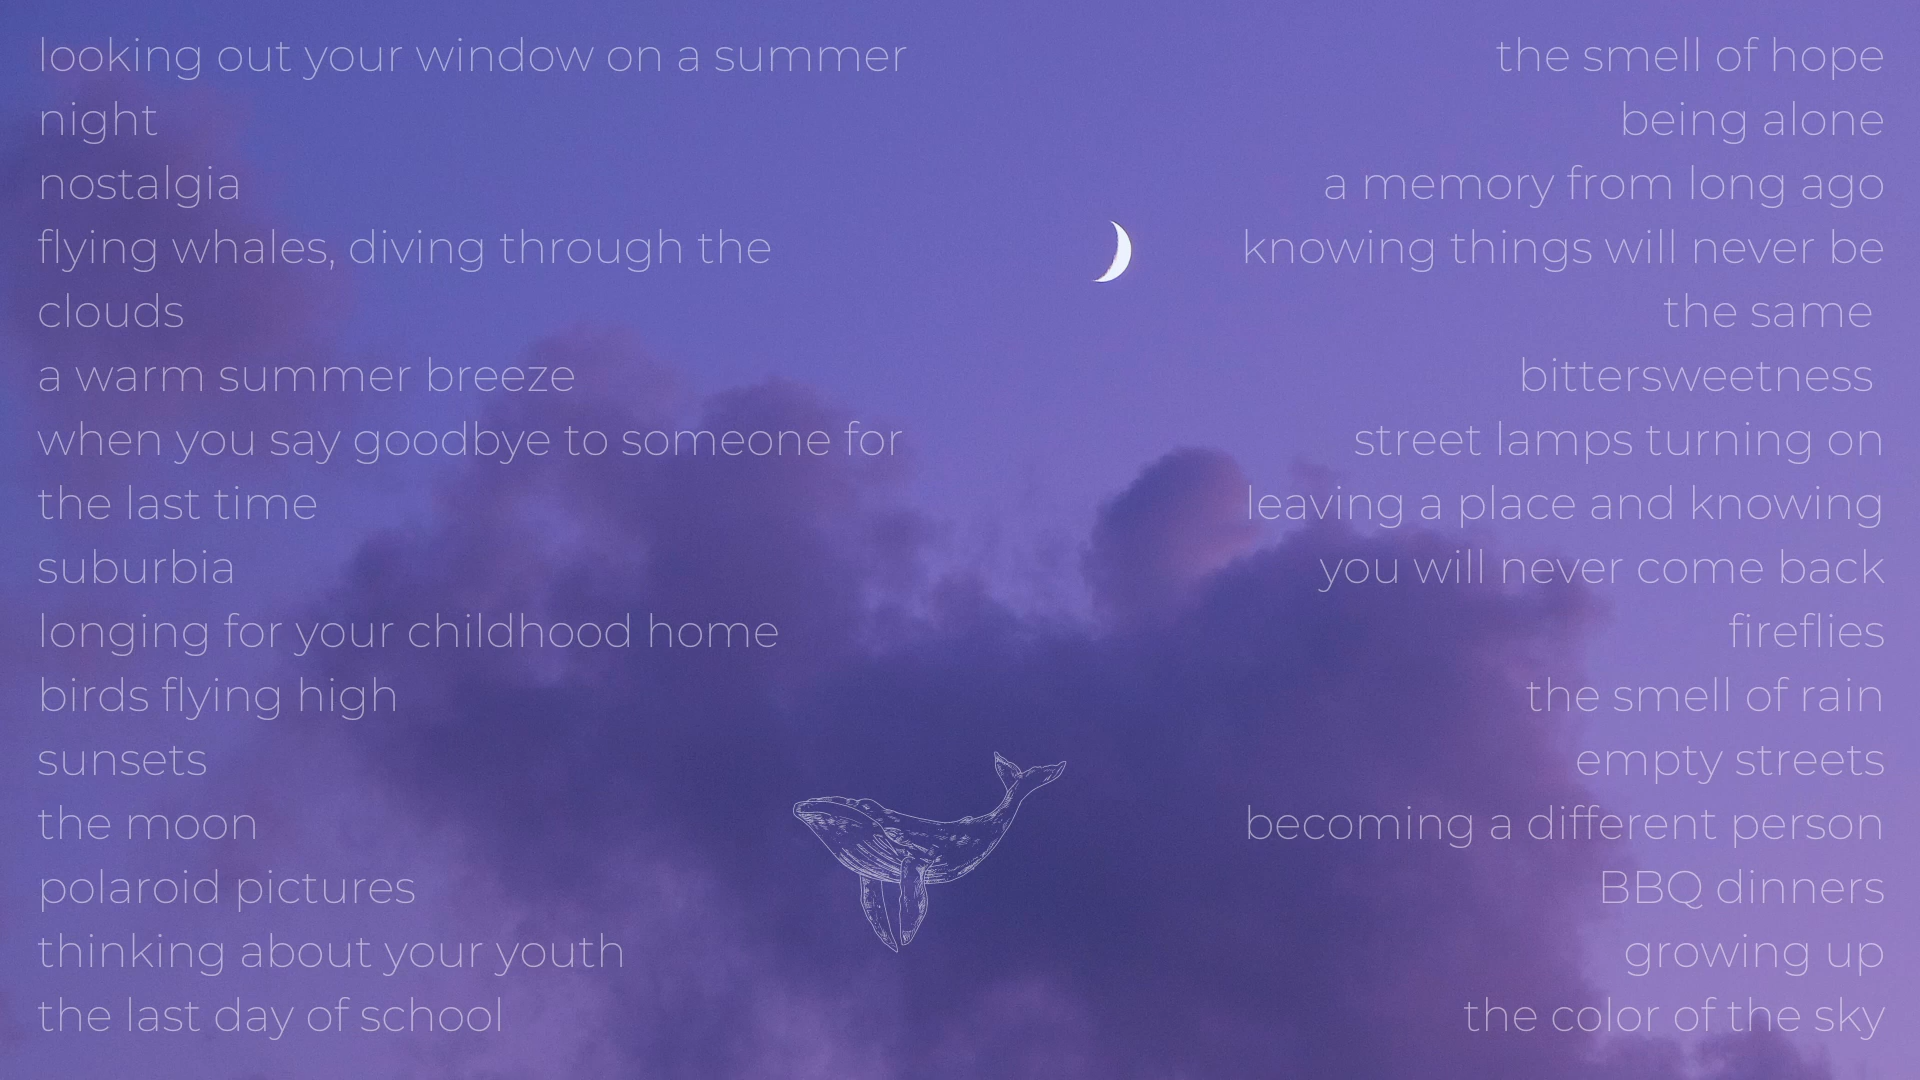 looking out your window on a summer
night
nostalgia
flying whales, diving through the
clouds
a warm summer breeze
when you say goodbye to someone for
the last time
suburbia
longing for your childhood home
birds flying high
sunsets
the moon
polaroid pictures
thinking about your youth
the last day of school
the smell of hope
being alone
a memory from long ago
knowing things will never be
the same
bittersweetness
street lamps turning on
leaving a place and knowing
you will never come back
fireflies
the smell of rain
empty streets
becoming a different person
BBQ dinners
growing up
the color of the sky